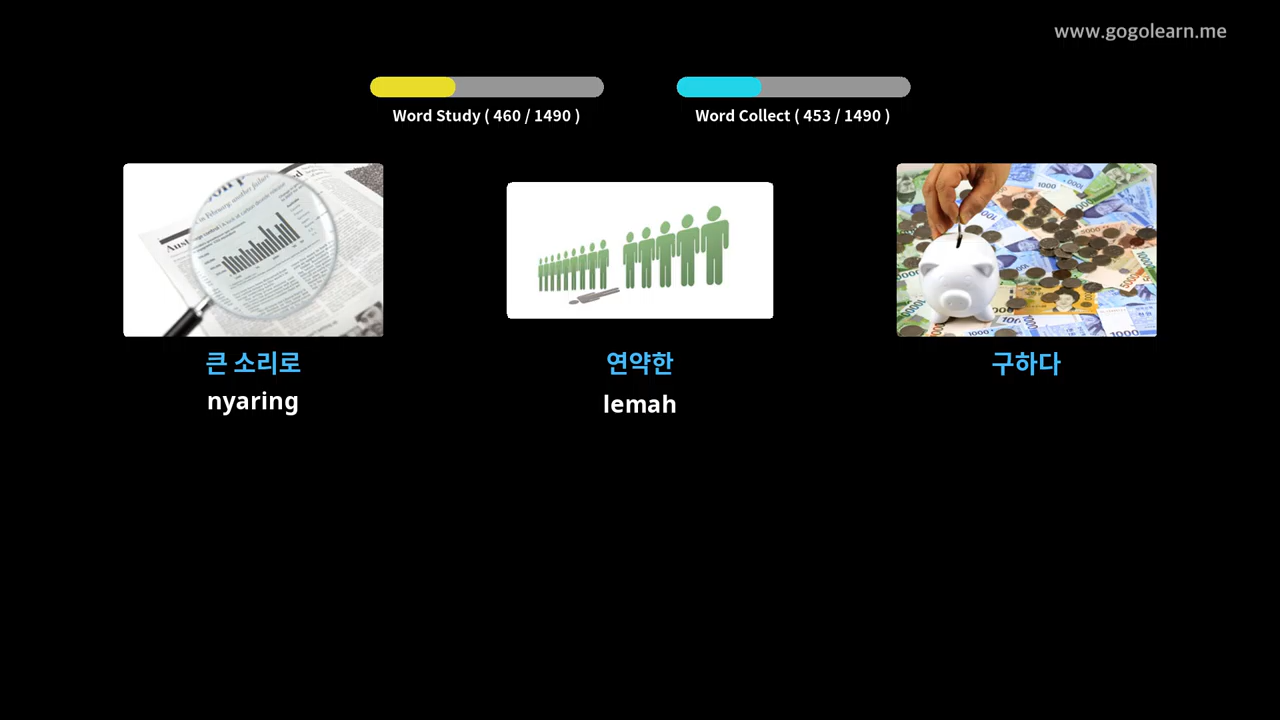 www.gogolearn.me
Word Study ( 460 / 1490 )
Word Collect ( 453 / 1490 )
큰 소리로
nyaring
연약한
lemah
구하다